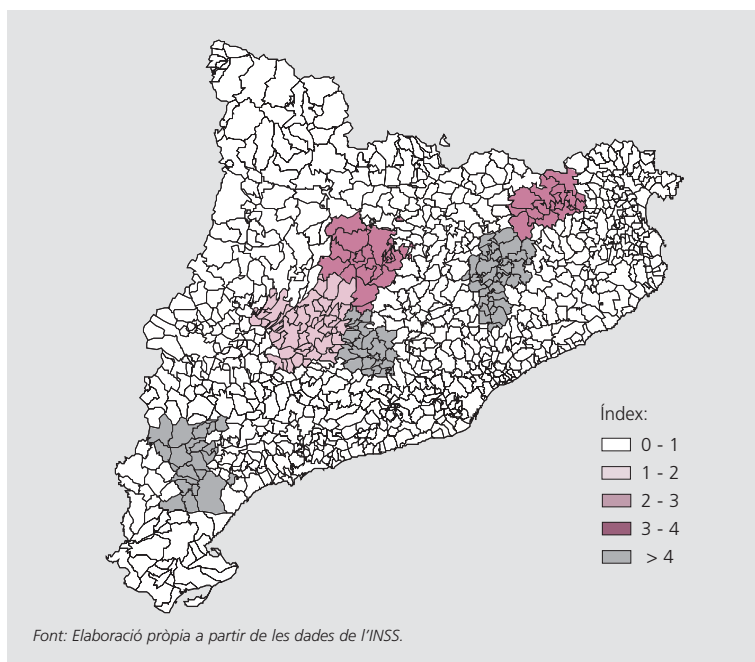 Índex:
0 - 1
1 - 2
2 - 3
3 - 4
> 4
Font: Elaboració pròpia a partir de les dades de l'INSS.